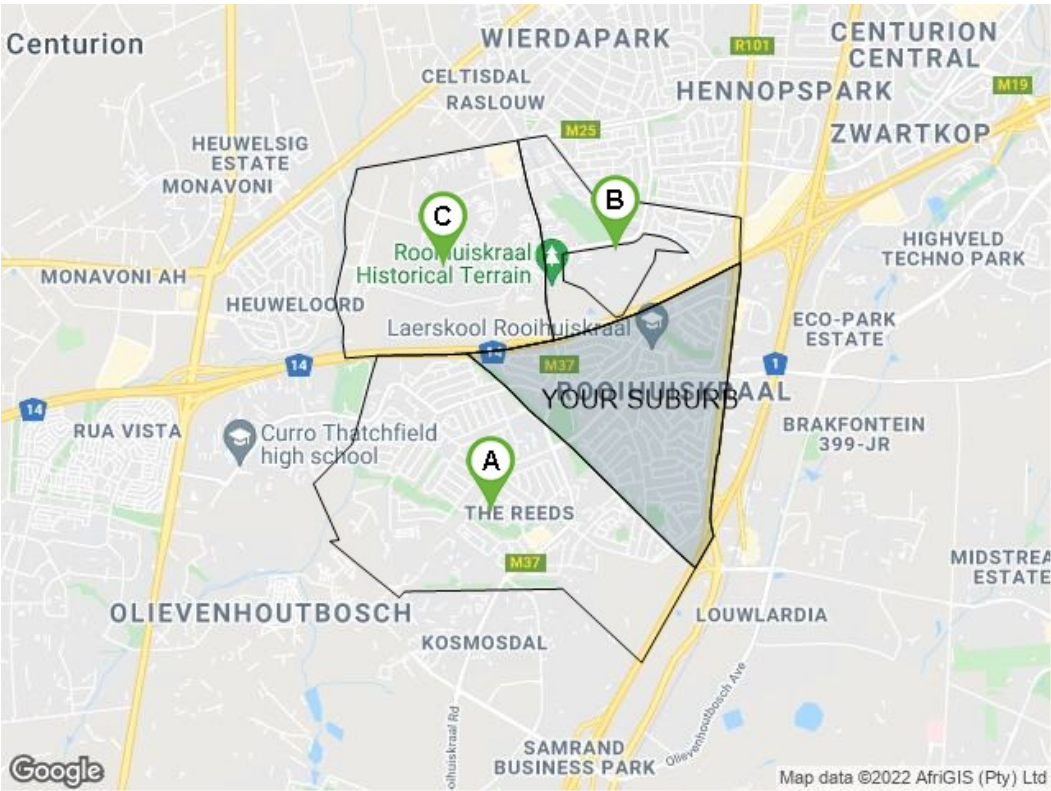 Centurion
WIERDAPARK
R101
CENTURION
CENTRAL
CELTISDAL
RASLOUW
HENNOPSPARK
M19
M25
ZWARTKOP
HEUWELSIG
ESTATE
MONAVONI
C
B
Rooihuiskraal
Historical Terrain
HIGHVELD
TECHNO PARK
MONAVONI AH
HEUWELOORD
Laerskool Rooihuiskraal
ECO-PARK
ESTATE
14
14
M37
1
ROOIHUISKRAAL
YOUR SUBURB
14
RUA VISTA
Curro Thatchfield
high school
BRAKFONTEIN
399-JR
A
THE REEDS
M37
MIDSTREA
ESTATE
OLIEVENHOUTBOSCH
LOUWLARDIA
KOSMOSDAL
Olievenhoutbosch Ave
oihuiskraal Rd
SAMRAND
BUSINESS PARK
Google
Map data ©2022 AfriGIS (Pty) Ltd